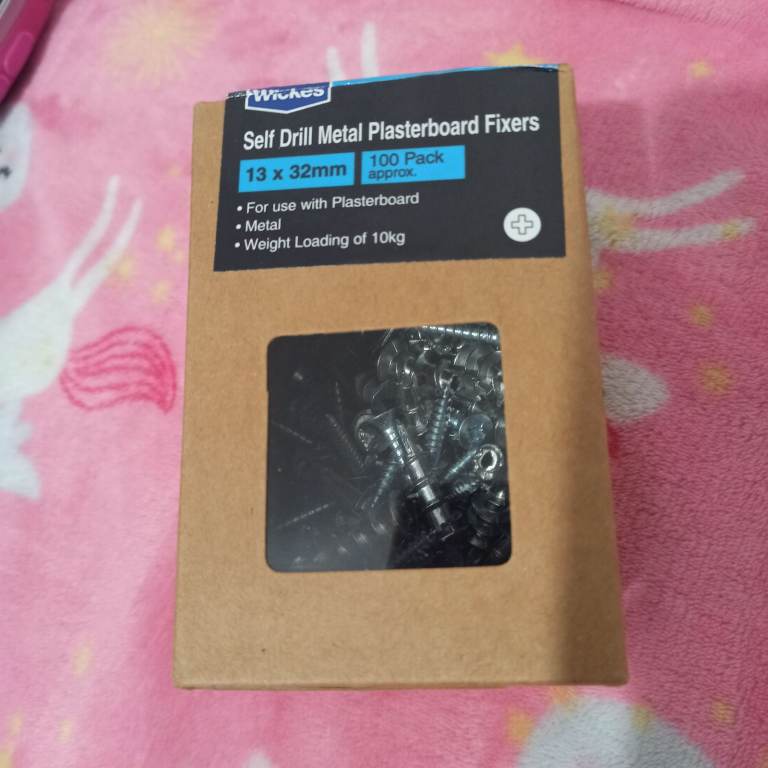 Wickes
Self Drill Metal Plasterboard Fixers
13 x 32mm
100 Pack
approx.
• For use with Plasterboard
• Metal
• Weight Loading of 10kg